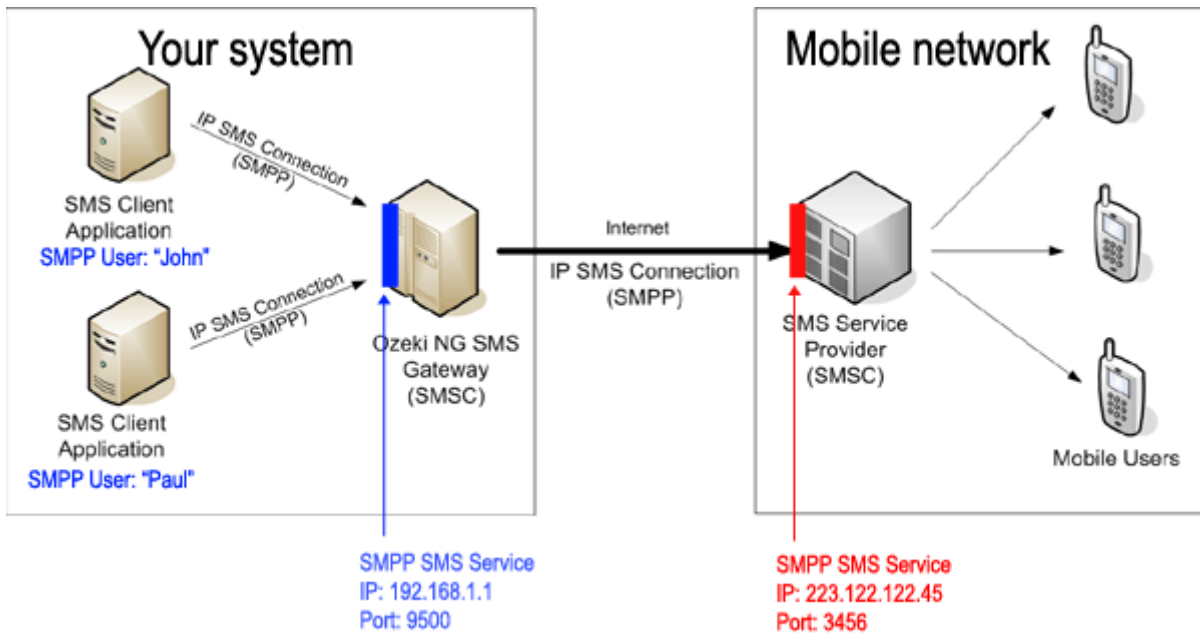 Your system
Mobile network
IP SMS Connection
(SMPP)
SMS Client
Application
SMPP User: "John"
IP SMS Connection
(SMPP)
SMS Client
Application
SMPP User: "Paul"
Ozeki NG SMS
Gateway
(SMSC)
Internet
IP SMS Connection
(SMPP)
SMS Service
Provider
(SMSC)
Mobile Users
SMPP SMS Service
IP: 192.168.1.1
Port: 9500
SMPP SMS Service
IP: 223.122.122.45
Port: 3456